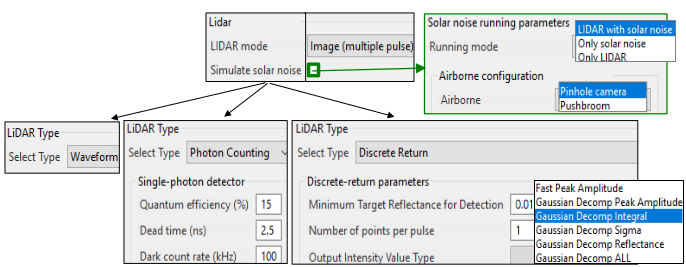 Lidar
LIDAR mode
Image (multiple pulse)
Simulate solar noise
Solar noise running parameters
Running mode
LIDAR with solar noise
Only solar noise
Only LIDAR
Airborne configuration
Airborne
Pinhole camera
Pushbroom
LiDAR Type
Select Type
Waveform
LiDAR Type
Select Type
Photon Counting
Single-photon detector
Quantum efficiency (%)
15
Dead time (ns)
2.5
Dark count rate (kHz)
100
LiDAR Type
Select Type
Discrete Return
Discrete-return parameters
Minimum Target Reflectance for Detection
0.01
Number of points per pulse
1
Output Intensity Value Type
Fast Peak Amplitude
Gaussian Decomp Peak Amplitude
Gaussian Decomp Integral
Gaussian Decomp Sigma
Gaussian Decomp Reflectance
Gaussian Decomp ALL